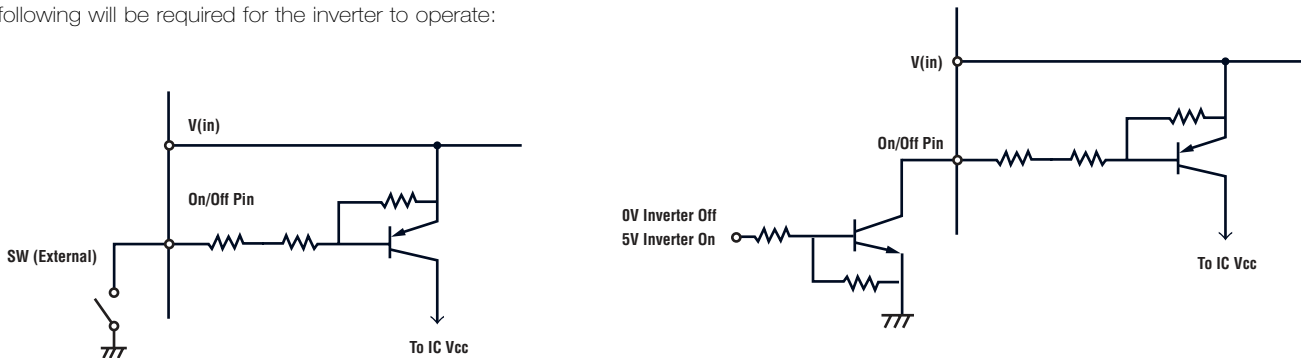 following will be required for the inverter to operate:
V(in)
On/Off Pin
SW (External)
To IC Vcc
V(in)
On/Off Pin
0V Inverter Off
5V Inverter On
To IC Vcc